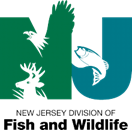 NJ
NEW JERSEY DIVISION OF
Fish and Wildlife